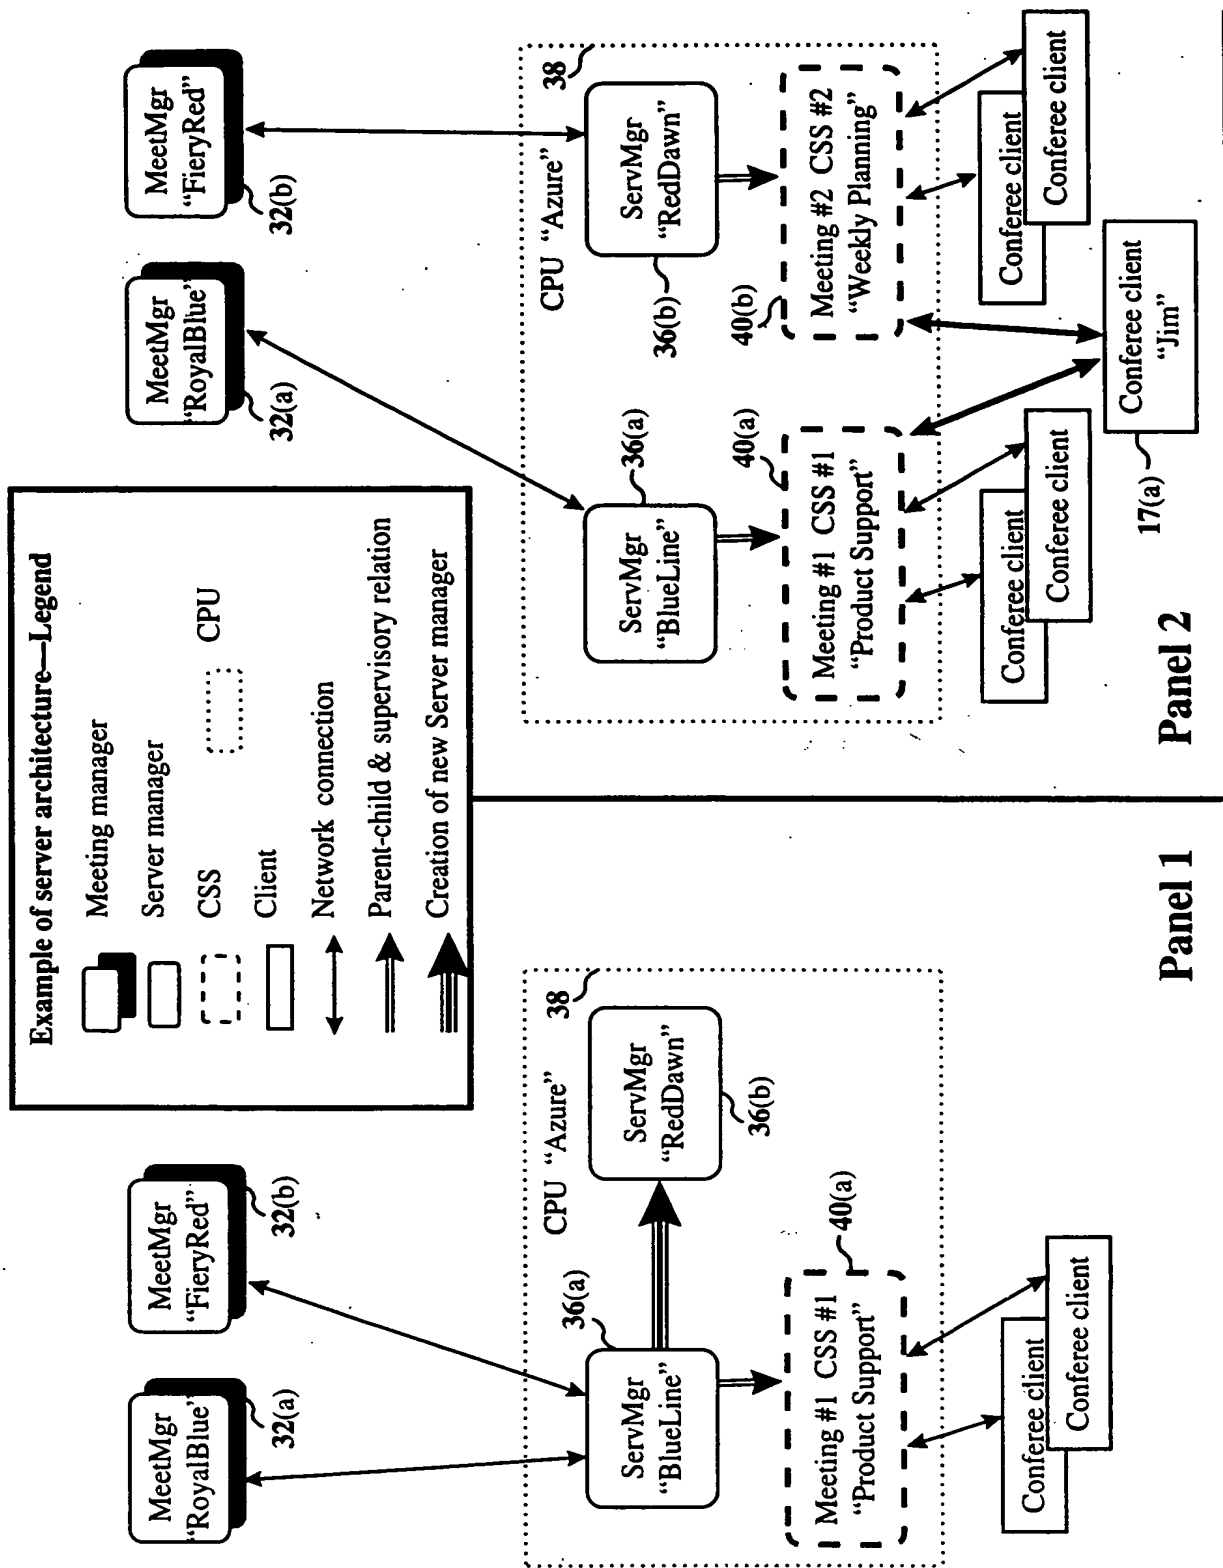 Example of server architecture—Legend
Meeting manager
Server manager
CSS
CPU
Client
Network connection
Parent-child & supervisory relation
Creation of new Server manager
MeetMgr
“RoyalBlue”
32(a)
MeetMgr
“FieryRed”
32(b)
CPU “Azure”
38
36(a)
ServMgr
“BlueLine”
ServMgr
“RedDawn”
36(b)
40(a)
Meeting #1 CSS #1
“Product Support”
Conferee client
Conferee client
Panel 1
MeetMgr
“RoyalBlue”
32(a)
MeetMgr
“FieryRed”
32(b)
CPU “Azure”
38
ServMgr
“BlueLine”
36(a)
ServMgr
“RedDawn”
36(b)
40(a)
Meeting #1 CSS #1
“Product Support”
40(b)
Meeting #2 CSS #2
“Weekly Planning”
Conferee client
Conferee client
Conferee client
Conferee client
Conferee client
“Jim”
17(a)
Panel 2